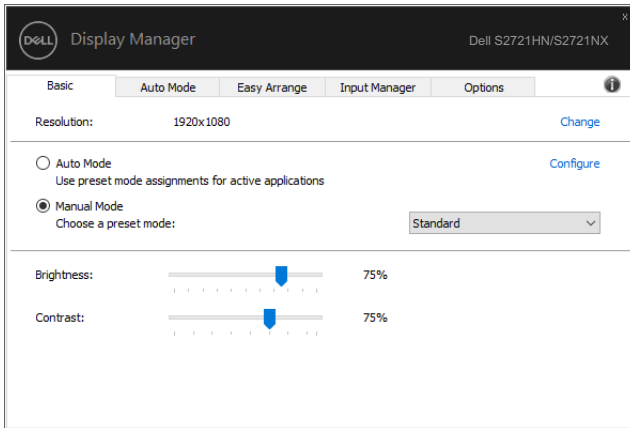 x
DELL Display Manager Dell S2721HN/S2721NX
Basic Auto Mode Easy Arrange Input Manager Options i
Resolution: 1920x1080 Change
Auto Mode Configure
Use preset mode assignments for active applications
Manual Mode
Choose a preset mode: Standard
Brightness: 75%
Contrast: 75%